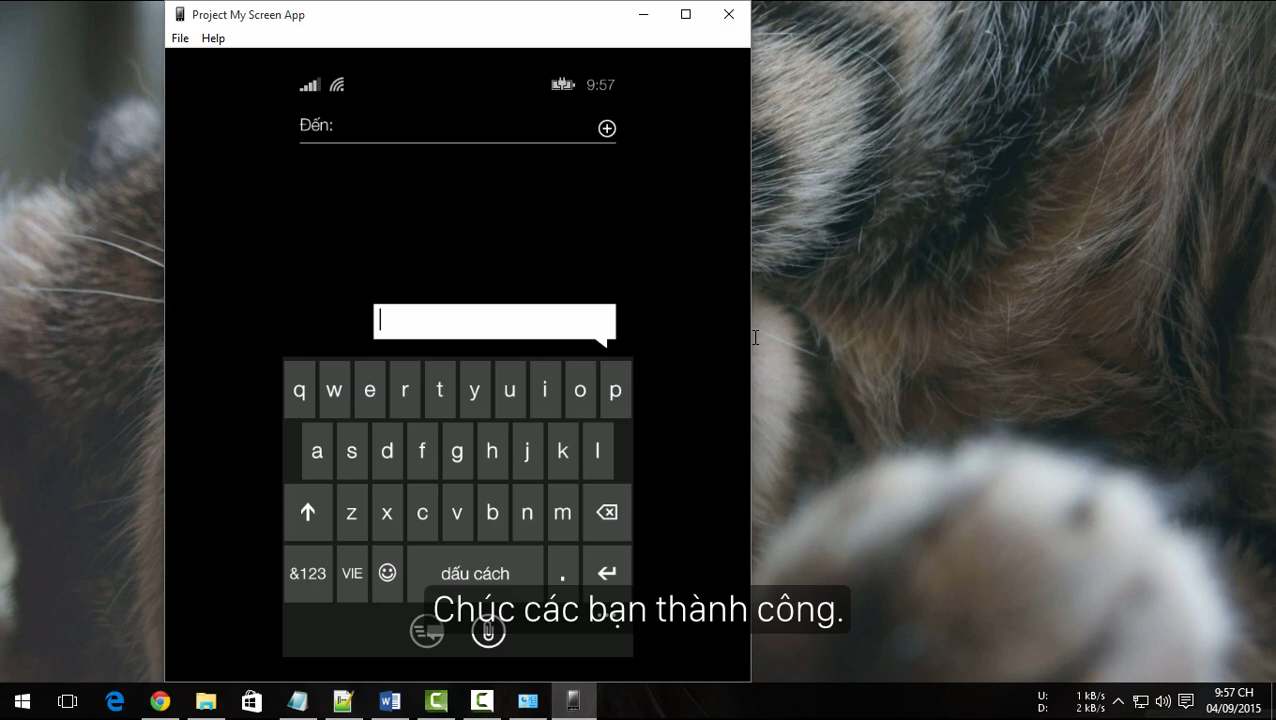 Project My Screen App
File Help
9:57
Đến:
q w e r t y u i o p
a s d f g h j k l
z x c v b n m
&123 VIE dấu cách .
Chúc các bạn thành công.
U: 1 kB/s
D: 2 kB/s
9:57 CH
04/09/2015